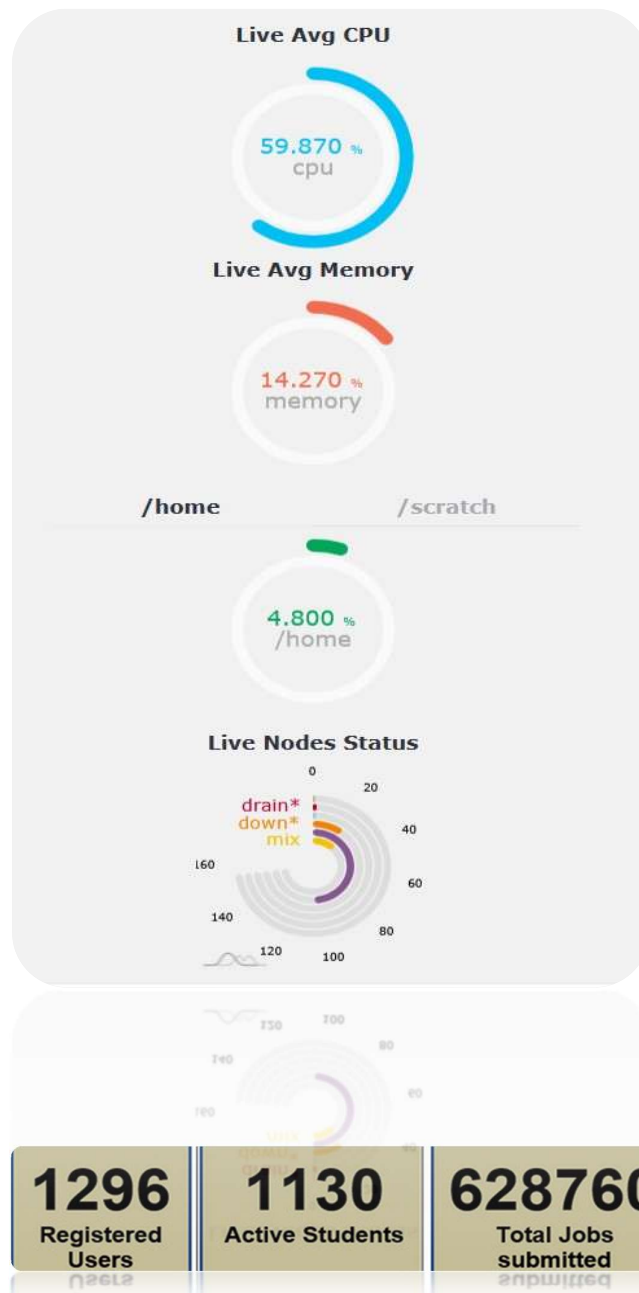 Live Avg CPU
59.870 %
cpu
Live Avg Memory
14.270 %
memory
/home
/scratch
4.800 %
/home
Live Nodes Status
0
20
40
60
80
100
120
140
160
drain*
down*
mix
1296
Registered
Users
1130
Active Students
628760
Total Jobs
submitted